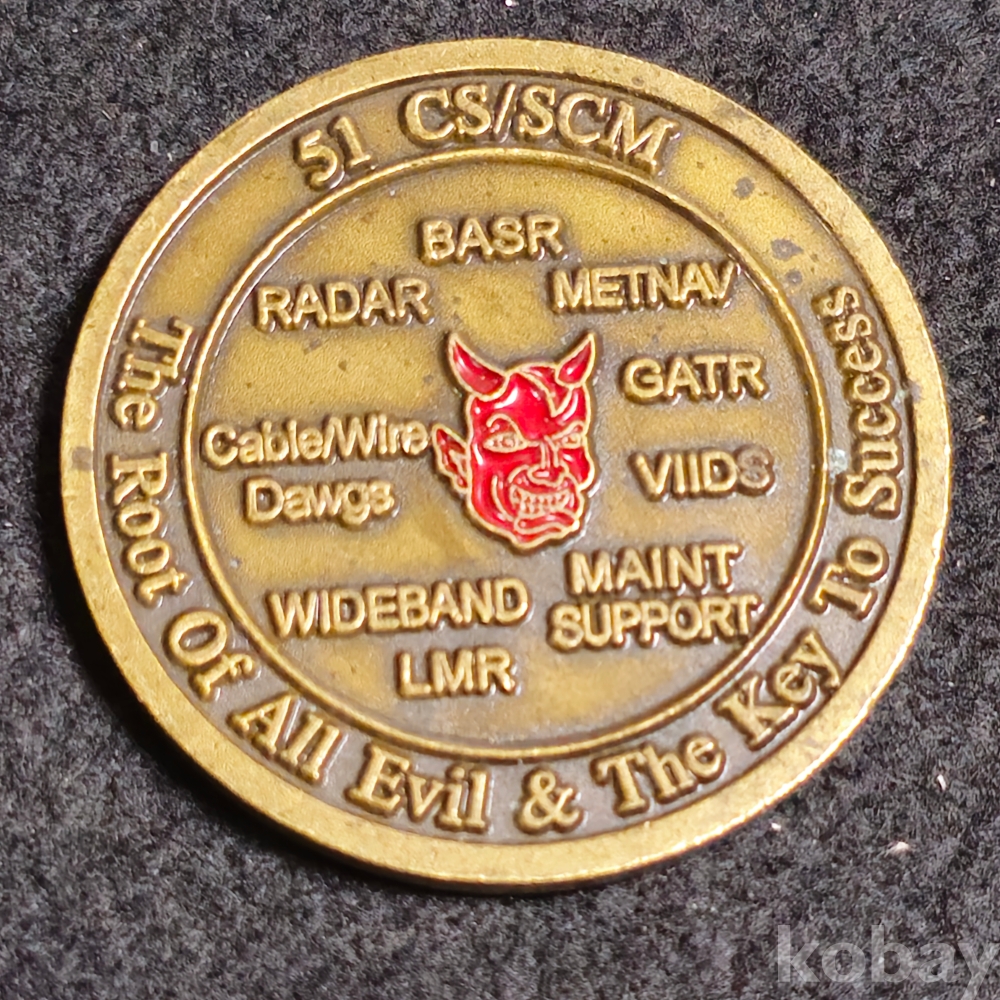 51 CS/SCM
BASR
RADAR
METNAV
GATR
Cable/Wire
Dawgs
VIIDS
MAINT
SUPPORT
WIDEBAND
LMR
The Root Of All Evil & The Key To Success
kobay